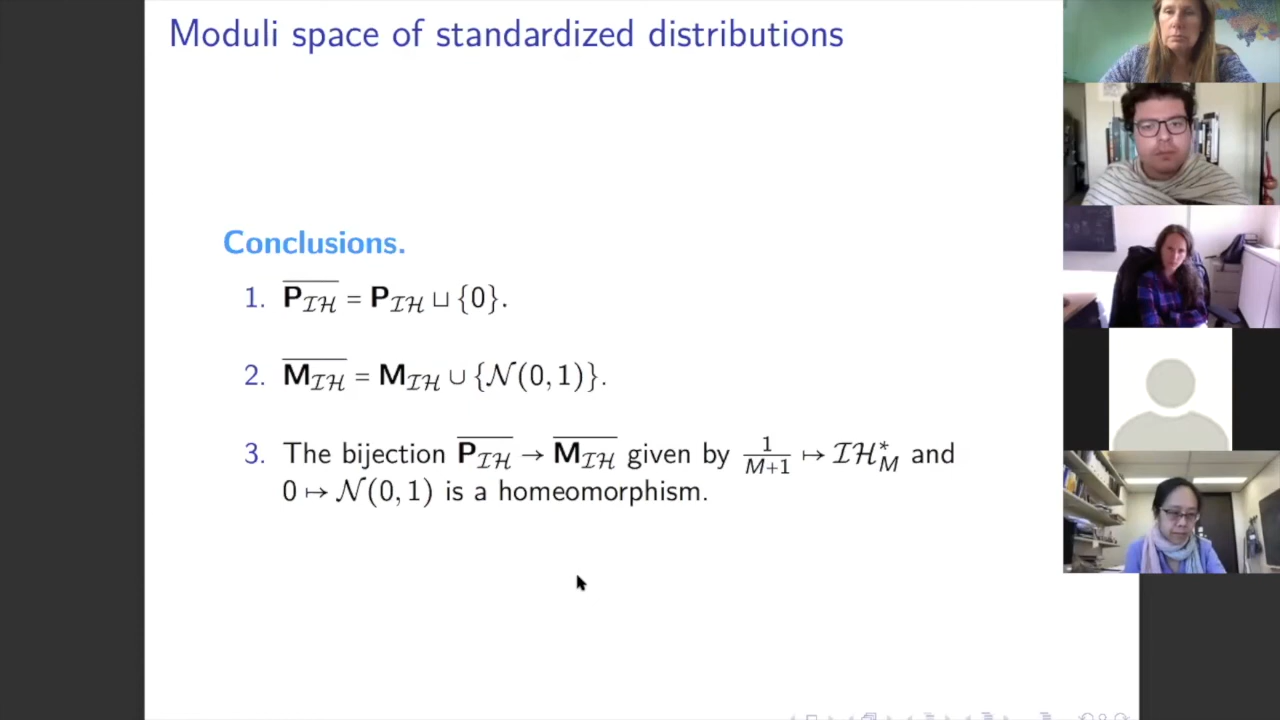 Moduli space of standardized distributions
Conclusions.
1. $\overline{\mathbf{P}_{\mathcal{IH}}} = \mathbf{P}_{\mathcal{IH}} \sqcup \{0\}$.
2. $\overline{\mathbf{M}_{\mathcal{IH}}} = \mathbf{M}_{\mathcal{IH}} \cup \{\mathcal{N}(0,1)\}$.
3. The bijection $\overline{\mathbf{P}_{\mathcal{IH}}} \to \overline{\mathbf{M}_{\mathcal{IH}}}$ given by $\frac{1}{M+1} \mapsto \mathcal{IH}_M^*$ and
$0 \mapsto \mathcal{N}(0,1)$ is a homeomorphism.